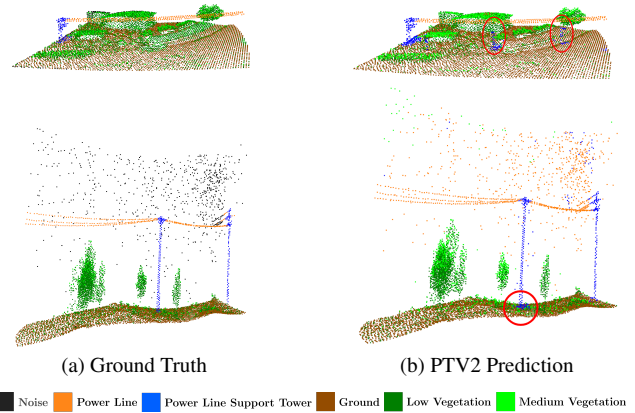 (a) Ground Truth
(b) PTV2 Prediction
Noise Power Line Power Line Support Tower Ground Low Vegetation Medium Vegetation